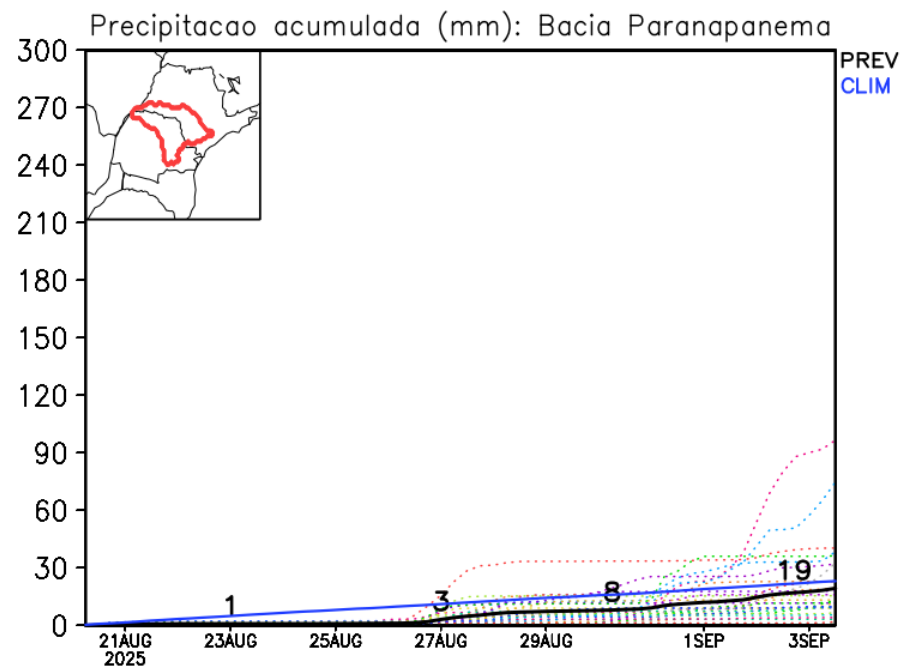 Precipitacao acumulada (mm): Bacia Paranapanema
300
270
240
210
180
150
120
90
60
30
0
PREV
CLIM
1
3
8
19
21AUG
2025
23AUG
25AUG
27AUG
29AUG
1SEP
3SEP